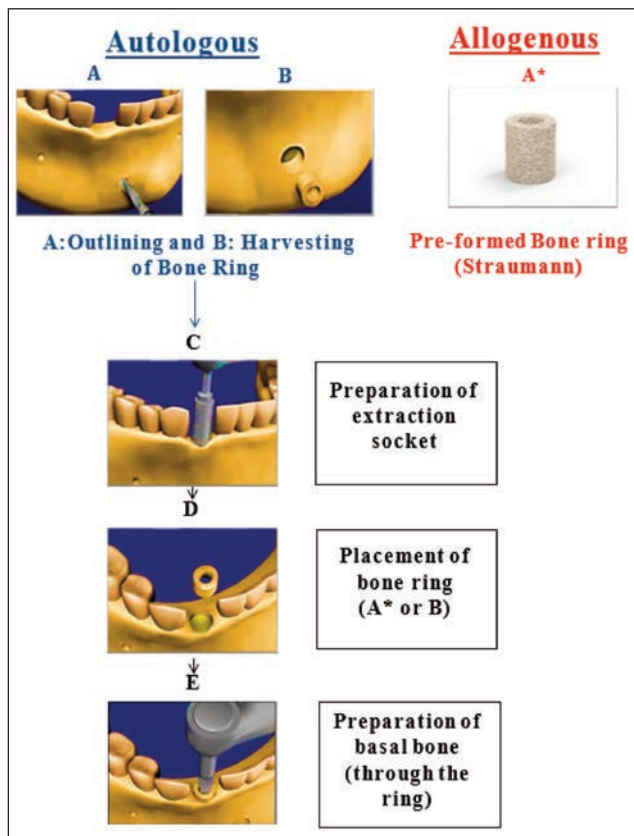 Autologous
Allogenous
A
B
A*
A:Outlining and B: Harvesting
of Bone Ring
Pre-formed Bone ring
(Straumann)
C
Preparation of
extraction
socket
D
Placement of
bone ring
(A* or B)
E
Preparation of
basal bone
(through the
ring)